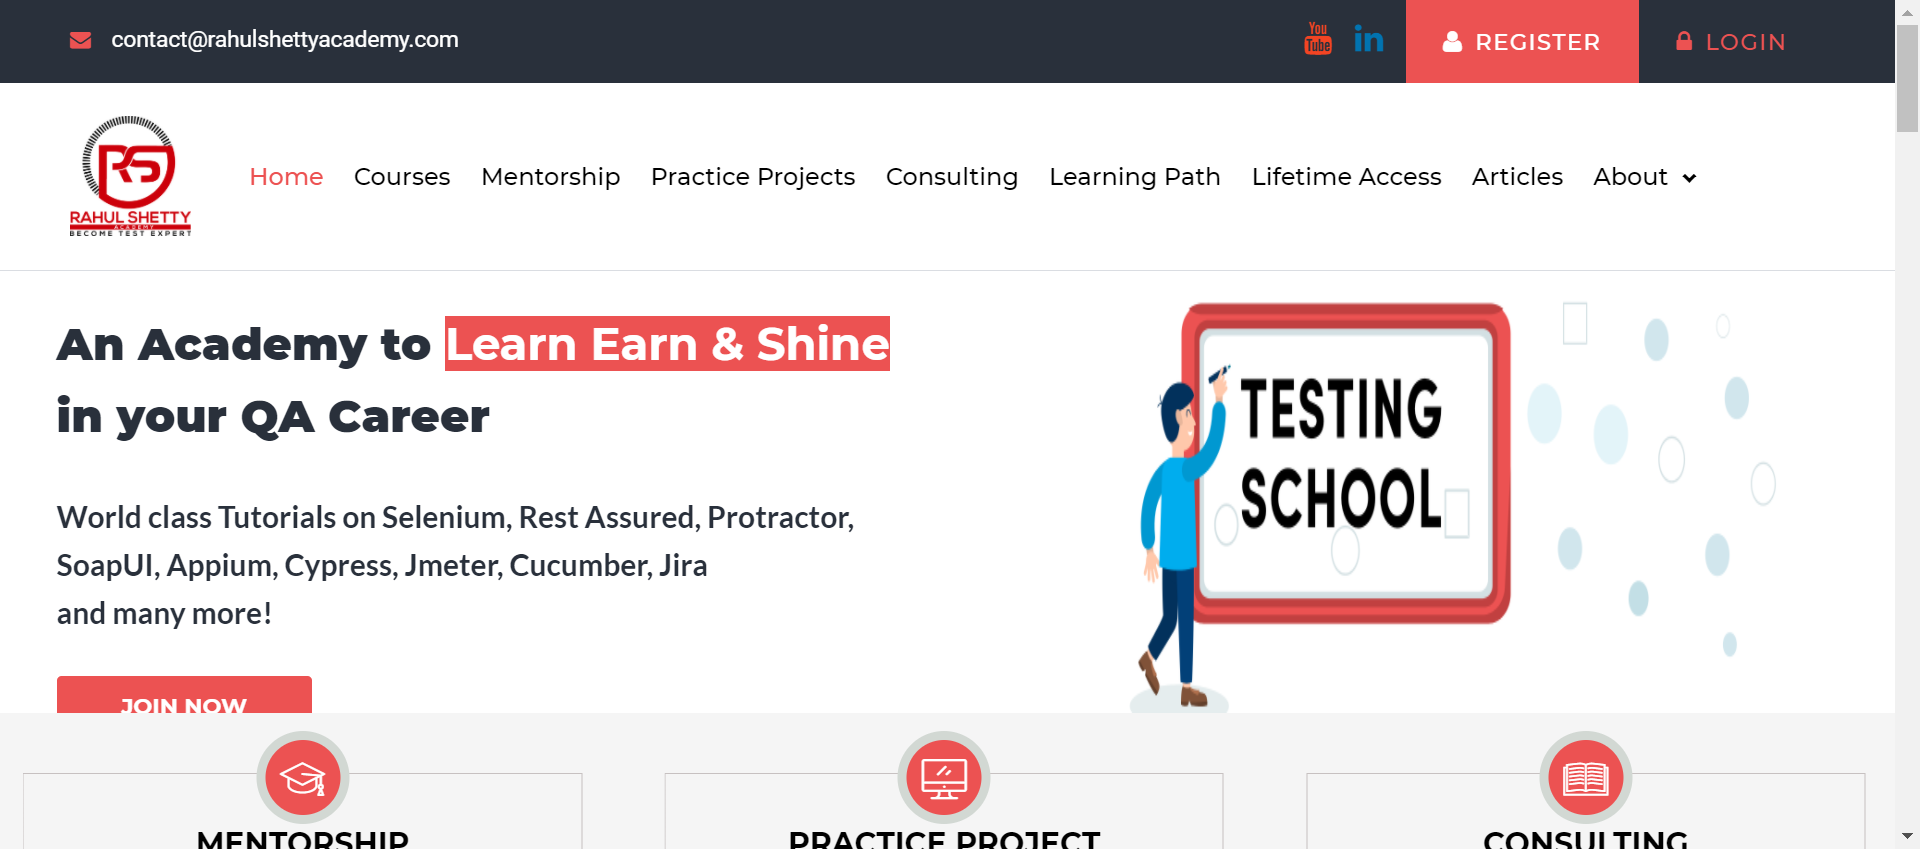 contact@rahulshettyacademy.com
You
Tube
in
REGISTER
LOGIN
RS
RAHUL SHETTY
ACADEMY
BECOME TEST EXPERT
Home
Courses
Mentorship
Practice Projects
Consulting
Learning Path
Lifetime Access
Articles
About
An Academy to Learn Earn & Shine
in your QA Career
World class Tutorials on Selenium, Rest Assured, Protractor,
SoapUI, Appium, Cypress, Jmeter, Cucumber, Jira
and many more!
JOIN NOW
TESTING
SCHOOL
MENTORSHIP
PRACTICE PROJECT
CONSULTING